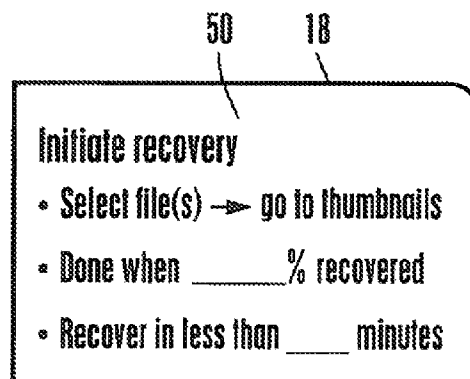 50 18
Initiate recovery
• Select file(s) → go to thumbnails
• Done when ______% recovered
• Recover in less than ____ minutes